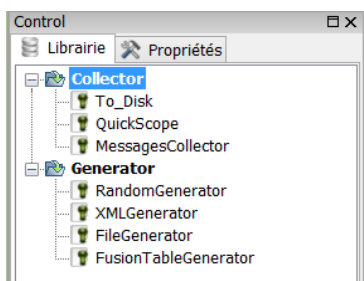 Control
Librairie Propriétés
Collector
To_Disk
QuickScope
MessagesCollector
Generator
RandomGenerator
XMLGenerator
FileGenerator
FusionTableGenerator